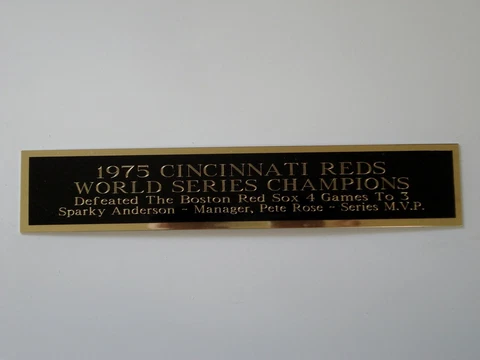 1975 CINCINNATI REDS
WORLD SERIES CHAMPIONS
Defeated The Boston Red Sox 4 Games To 3
Sparky Anderson - Manager, Pete Rose - Series M.V.P.